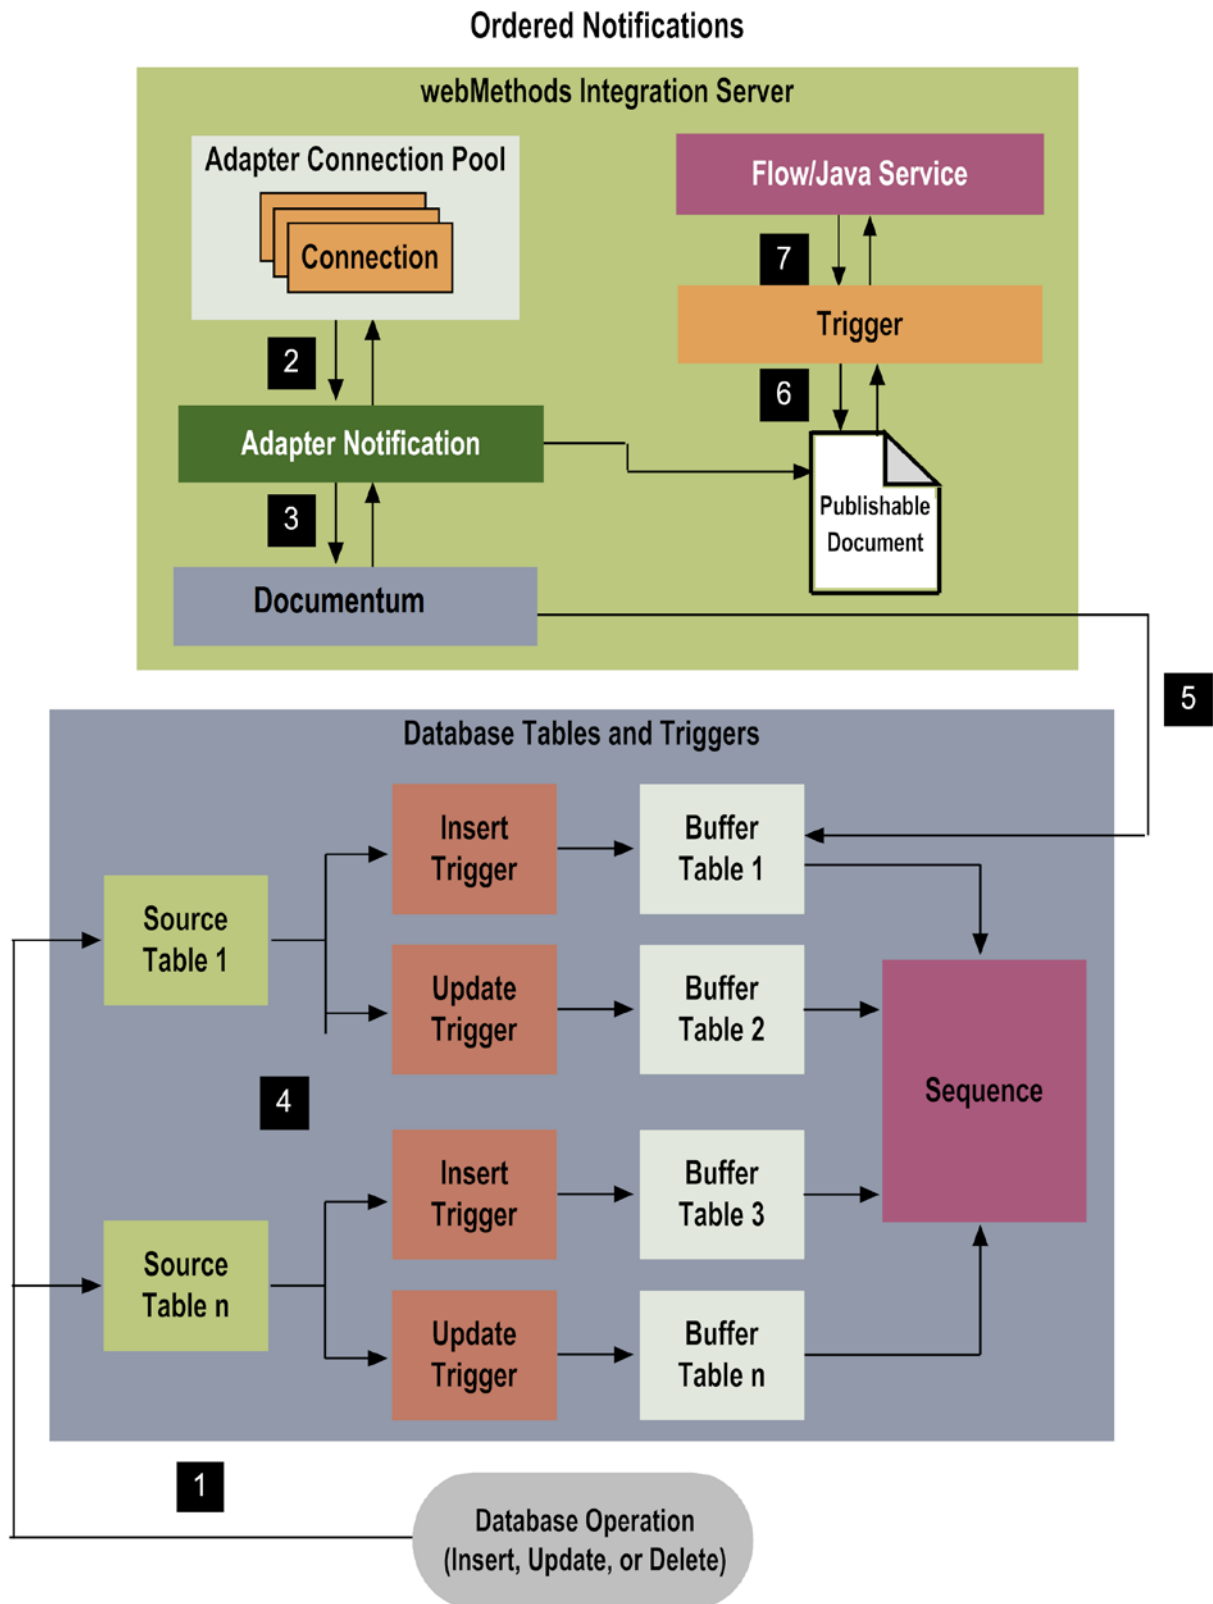 Ordered Notifications
webMethods Integration Server
Adapter Connection Pool
Connection
Flow/Java Service
7
Trigger
2
6
Adapter Notification
Publishable
Document
3
Documentum
5
Database Tables and Triggers
Insert
Trigger
Buffer
Table 1
Source
Table 1
Update
Trigger
Buffer
Table 2
Sequence
4
Insert
Trigger
Buffer
Table 3
Source
Table n
Update
Trigger
Buffer
Table n
1
Database Operation
(Insert, Update, or Delete)